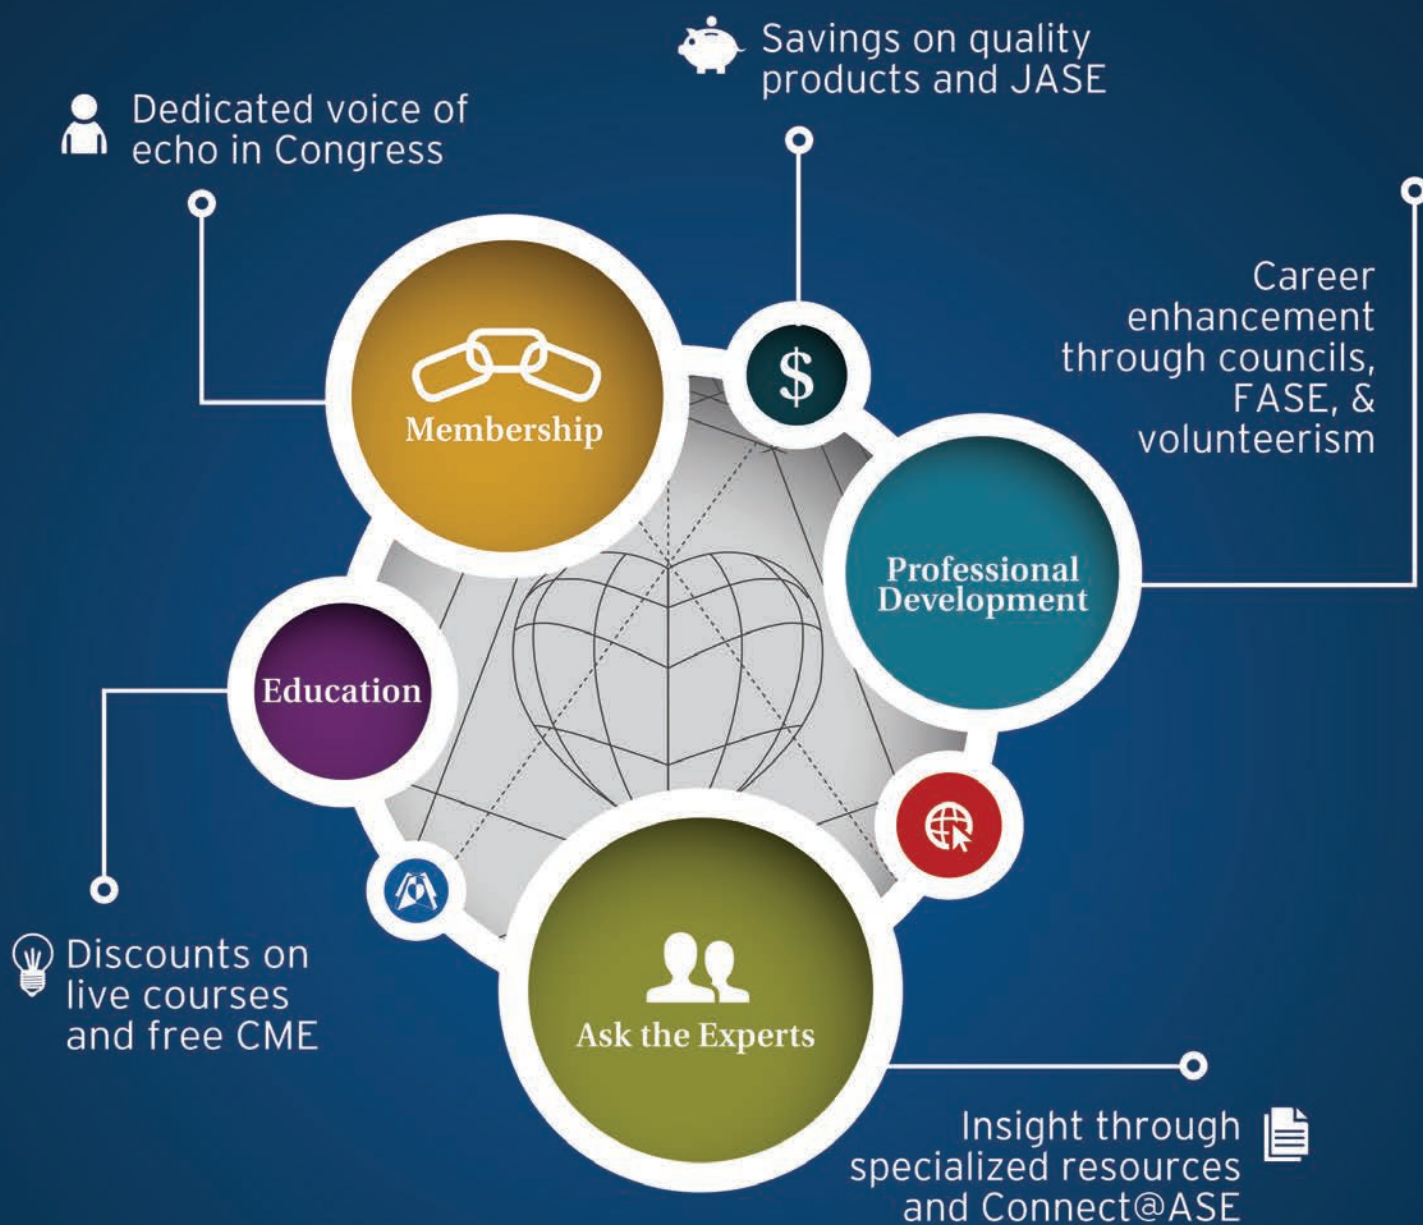 Savings on quality
products and JASE
Dedicated voice of
echo in Congress
Career
enhancement
through councils,
FASE, &
volunteerism
$
Membership
Professional
Development
Education
Ask the Experts
Discounts on
live courses
and free CME
Insight through
specialized resources
and Connect@ASE